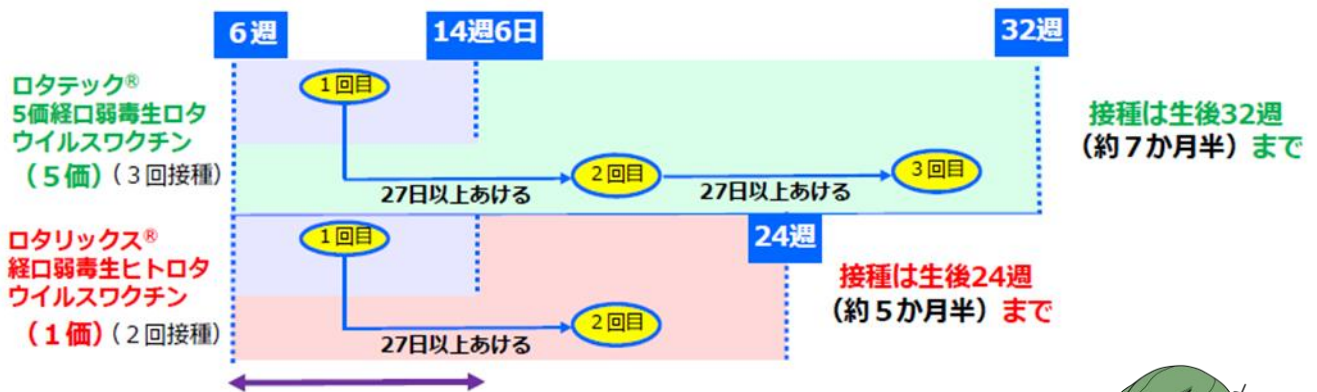 6週
14週6日
32週
ロタテック®
5価経口弱毒生ロタ
ウイルスワクチン
(5価)(3回接種)
1回目
2回目
3回目
27日以上あける
27日以上あける
接種は生後32週
(約7か月半)まで
ロタリックス®
経口弱毒生ヒトロタ
ウイルスワクチン
(1価)(2回接種)
1回目
2回目
27日以上あける
24週
接種は生後24週
(約5か月半)まで